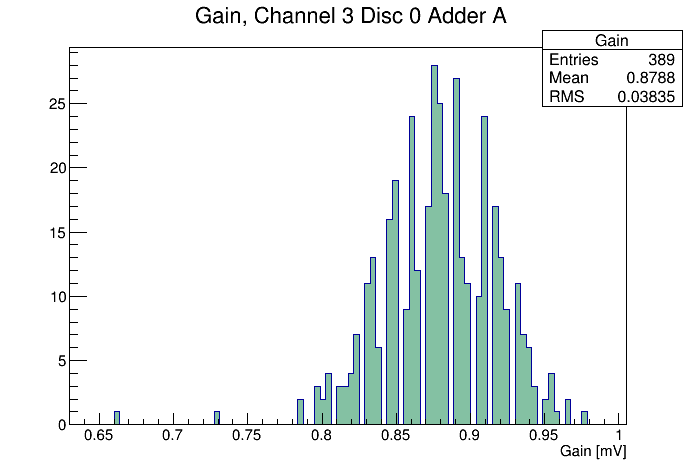 Gain, Channel 3 Disc 0 Adder A
Gain
Entries 389
Mean 0.8788
RMS 0.03835
25
20
15
10
5
0
0.65 0.7 0.75 0.8 0.85 0.9 0.95 1
Gain [mV]